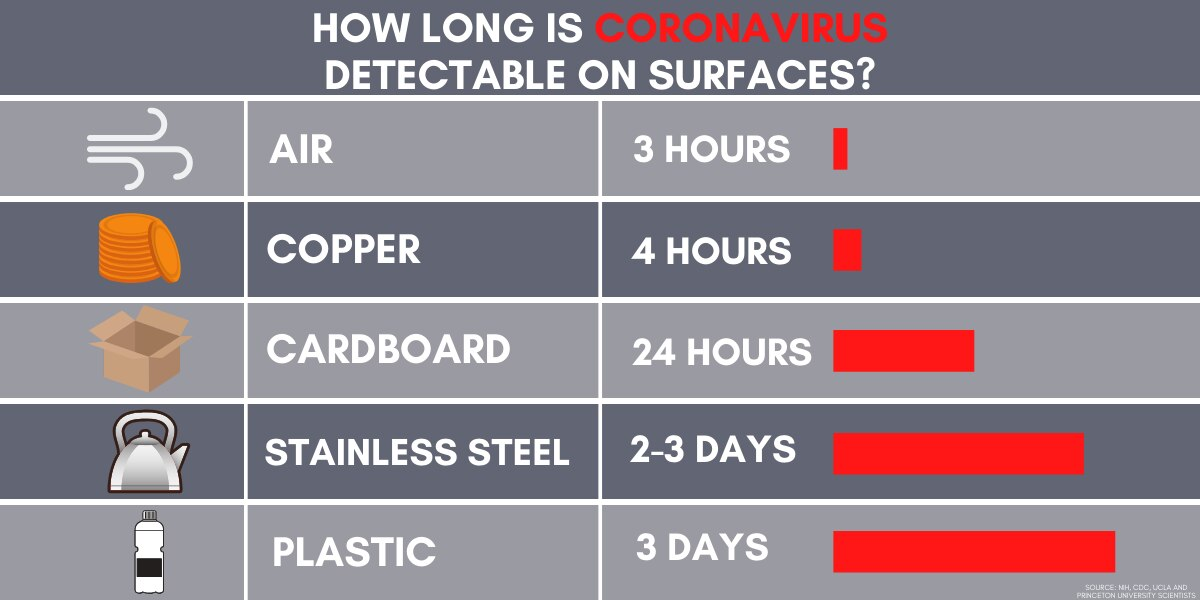 HOW LONG IS CORONAVIRUS
DETECTABLE ON SURFACES?
AIR
3 HOURS
COPPER
4 HOURS
CARDBOARD
24 HOURS
STAINLESS STEEL
2-3 DAYS
PLASTIC
3 DAYS
SOURCE: NIH, CDC, UCLA AND
PRINCETON UNIVERSITY SCIENTISTS